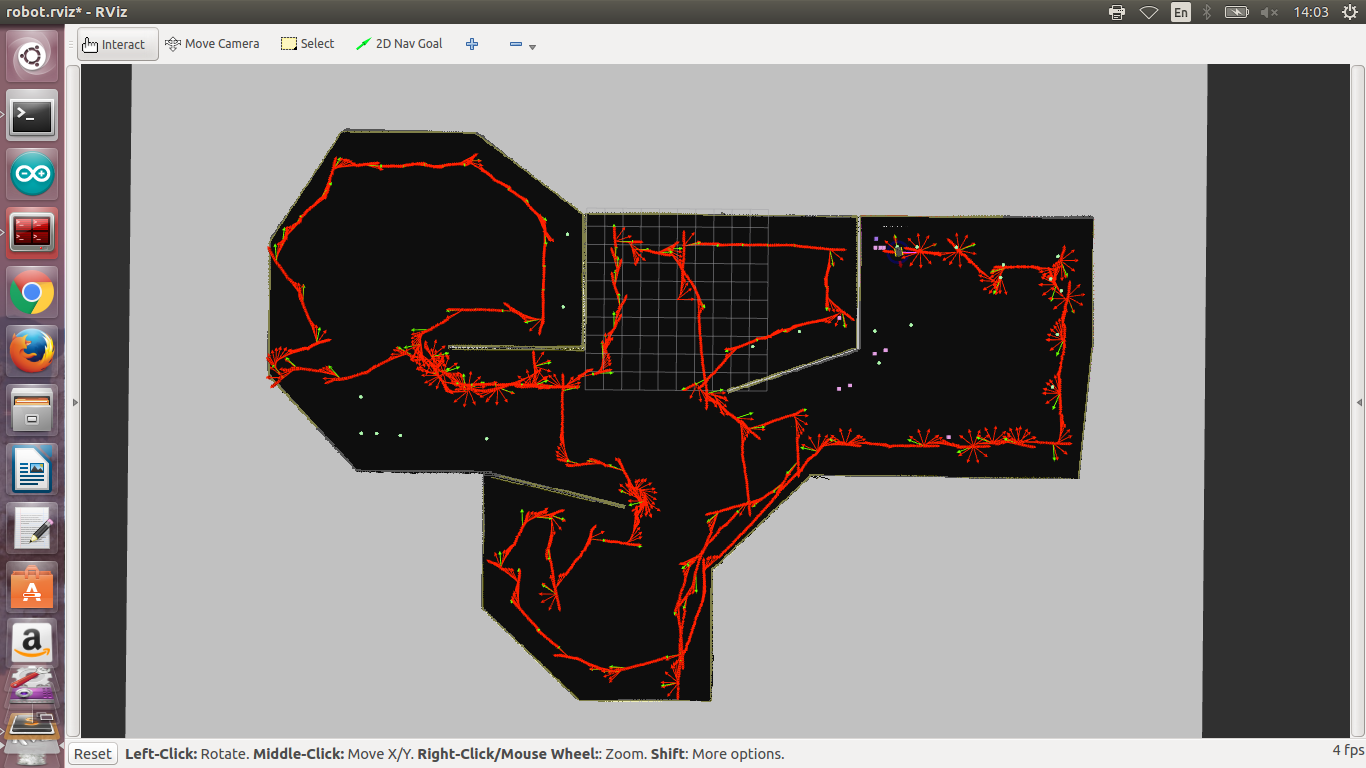 robot.rviz* - RViz
En
14:03
Interact
Move Camera
Select
2D Nav Goal
Reset
Left-Click: Rotate. Middle-Click: Move X/Y. Right-Click/Mouse Wheel:: Zoom. Shift: More options.
4 fps